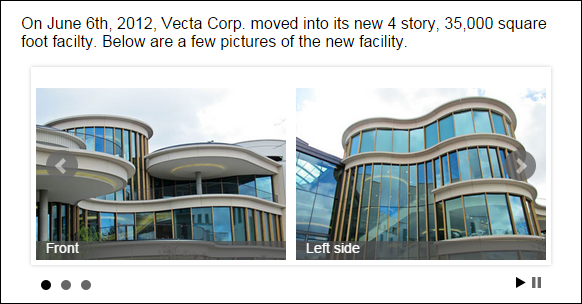 On June 6th, 2012, Vecta Corp. moved into its new 4 story, 35,000 square
foot facilty. Below are a few pictures of the new facility.
Front
Left side